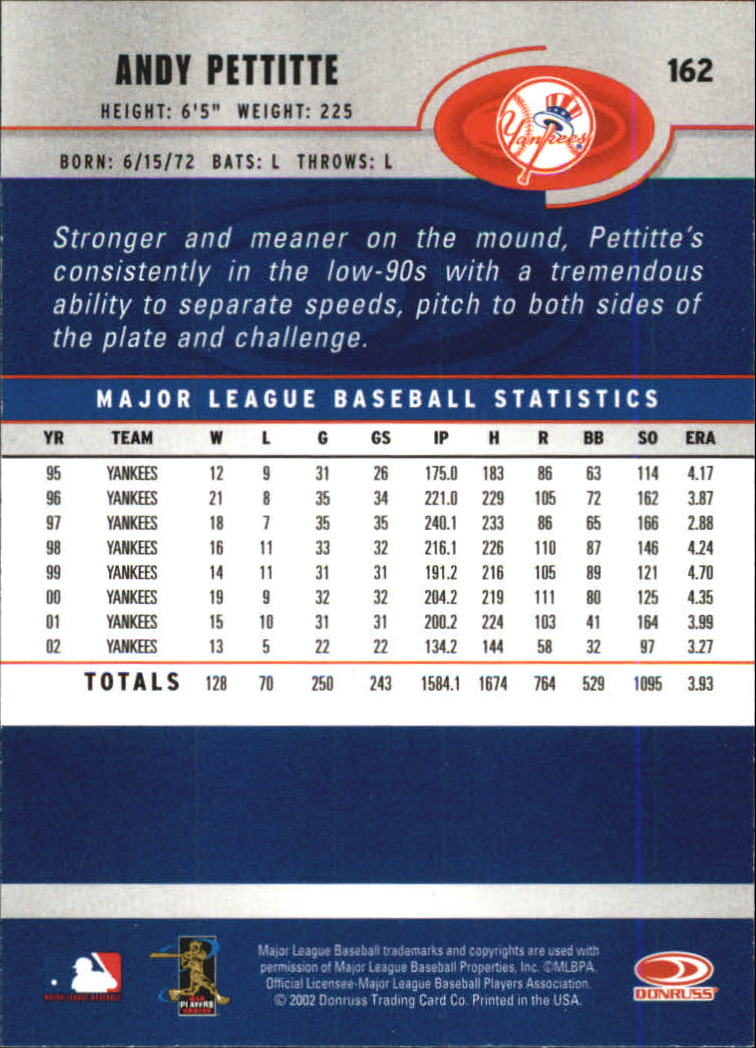 ANDY PETTITTE
162
HEIGHT: 6'5" WEIGHT: 225
Yankees
BORN: 6/15/72 BATS: L THROWS: L
Stronger and meaner on the mound, Pettitte's
consistently in the low-90s with a tremendous
ability to separate speeds, pitch to both sides of
the plate and challenge.
MAJOR LEAGUE BASEBALL STATISTICS
YR TEAM W L G GS IP H R BB SO ERA
95 YANKEES 12 9 31 26 175.0 183 86 63 114 4.17
96 YANKEES 21 8 35 34 221.0 229 105 72 162 3.87
97 YANKEES 18 7 35 35 240.1 233 86 65 166 2.88
98 YANKEES 16 11 33 32 216.1 226 110 87 146 4.24
99 YANKEES 14 11 31 31 191.2 216 105 89 121 4.70
00 YANKEES 19 9 32 32 204.2 219 111 80 125 4.35
01 YANKEES 15 10 31 31 200.2 224 103 41 164 3.99
02 YANKEES 13 5 22 22 134.2 144 58 32 97 3.27
TOTALS 128 70 250 243 1584.1 1674 764 529 1095 3.93
Major League Baseball trademarks and copyrights are used with
permission of Major League Baseball Properties, Inc. ©MLBPA
Official Licensee-Major League Baseball Players Association.
© 2002 Donruss Trading Card Co. Printed in the USA.
MAJOR LEAGUE BASEBALL
PLAYERS
CHOICE
DONRUSS